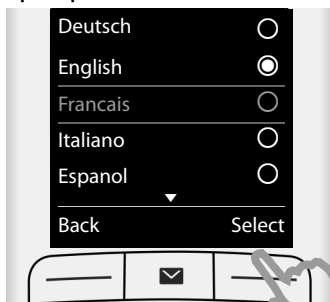 Deutsch
English
Francais
Italiano
Espanol
Back Select